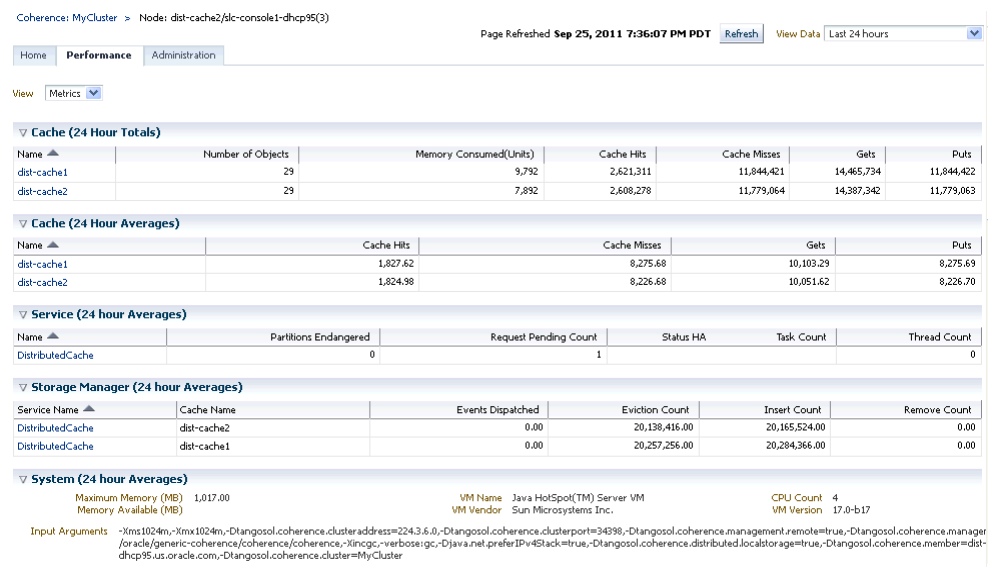 Coherence: MyCluster > Node: dist-cache2/slc-console1-dhcp95(3)
Page Refreshed Sep 25, 2011 7:36:07 PM PDT Refresh View Data Last 24 hours
Home Performance Administration
View Metrics
Cache (24 Hour Totals)
Name Number of Objects Memory Consumed(Units) Cache Hits Cache Misses Gets Puts
dist-cache1 29 9,792 2,621,311 11,844,421 14,465,734 11,844,422
dist-cache2 29 7,892 2,608,278 11,779,064 14,387,342 11,779,063
Cache (24 Hour Averages)
Name Cache Hits Cache Misses Gets Puts
dist-cache1 1,827.62 8,275.68 10,103.29 8,275.69
dist-cache2 1,824.98 8,226.68 10,051.62 8,226.70
Service (24 hour Averages)
Name Partitions Endangered Request Pending Count Status HA Task Count Thread Count
DistributedCache 0 1 0
Storage Manager (24 hour Averages)
Service Name Cache Name Events Dispatched Eviction Count Insert Count Remove Count
DistributedCache dist-cache2 0.00 20,138,416.00 20,165,524.00 0.00
DistributedCache dist-cache1 0.00 20,257,256.00 20,284,366.00 0.00
System (24 hour Averages)
Maximum Memory (MB) 1,017.00 VM Name Java HotSpot(TM) Server VM CPU Count 4
Memory Available (MB) VM Vendor Sun Microsystems Inc. VM Version 17.0-b17
Input Arguments -Xms1024m,-Xmx1024m,-Dtangosol.coherence.clusteraddress=224.3.6.0,-Dtangosol.coherence.clusterport=34398,-Dtangosol.coherence.management.remote=true,-Dtangosol.coherence.manager
/oracle/generic-coherence/coherence/coherence,-Xincgc,-verbose:gc,-Djava.net.preferIPv4Stack=true,-Dtangosol.coherence.distributed.localstorage=true,-Dtangosol.coherence.member=dist-
dhcp95.us.oracle.com,-Dtangosol.coherence.cluster=MyCluster